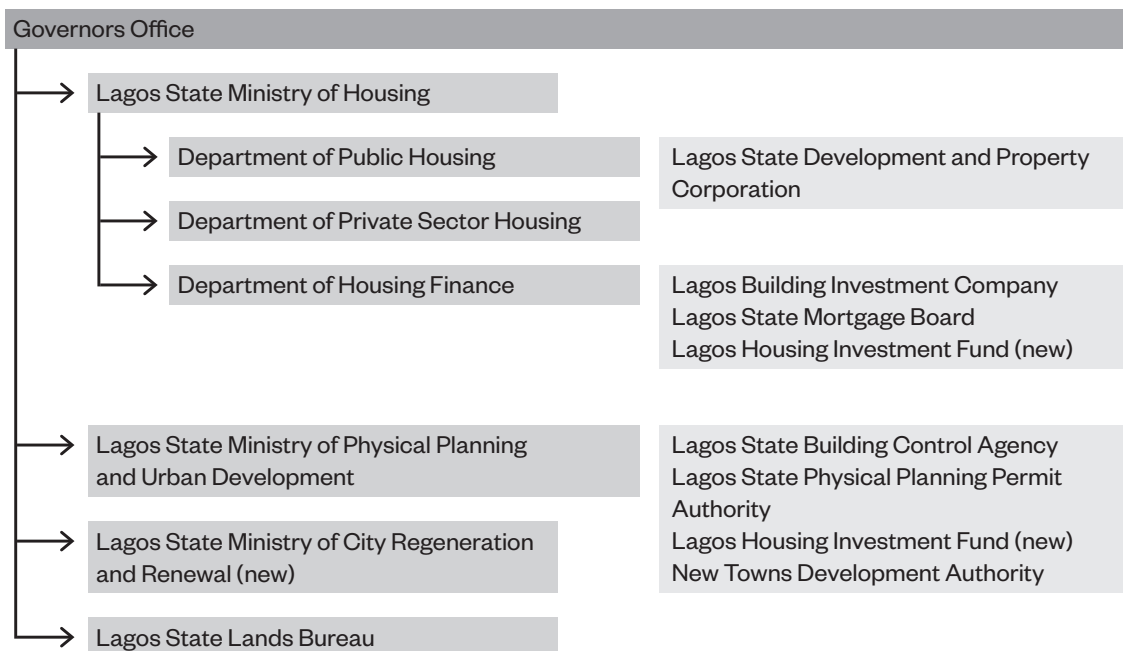 Governors Office
Lagos State Ministry of Housing
Department of Public Housing
Lagos State Development and Property
Corporation
Department of Private Sector Housing
Department of Housing Finance
Lagos Building Investment Company
Lagos State Mortgage Board
Lagos Housing Investment Fund (new)
Lagos State Ministry of Physical Planning
and Urban Development
Lagos State Building Control Agency
Lagos State Physical Planning Permit
Authority
Lagos Housing Investment Fund (new)
New Towns Development Authority
Lagos State Ministry of City Regeneration
and Renewal (new)
Lagos State Lands Bureau